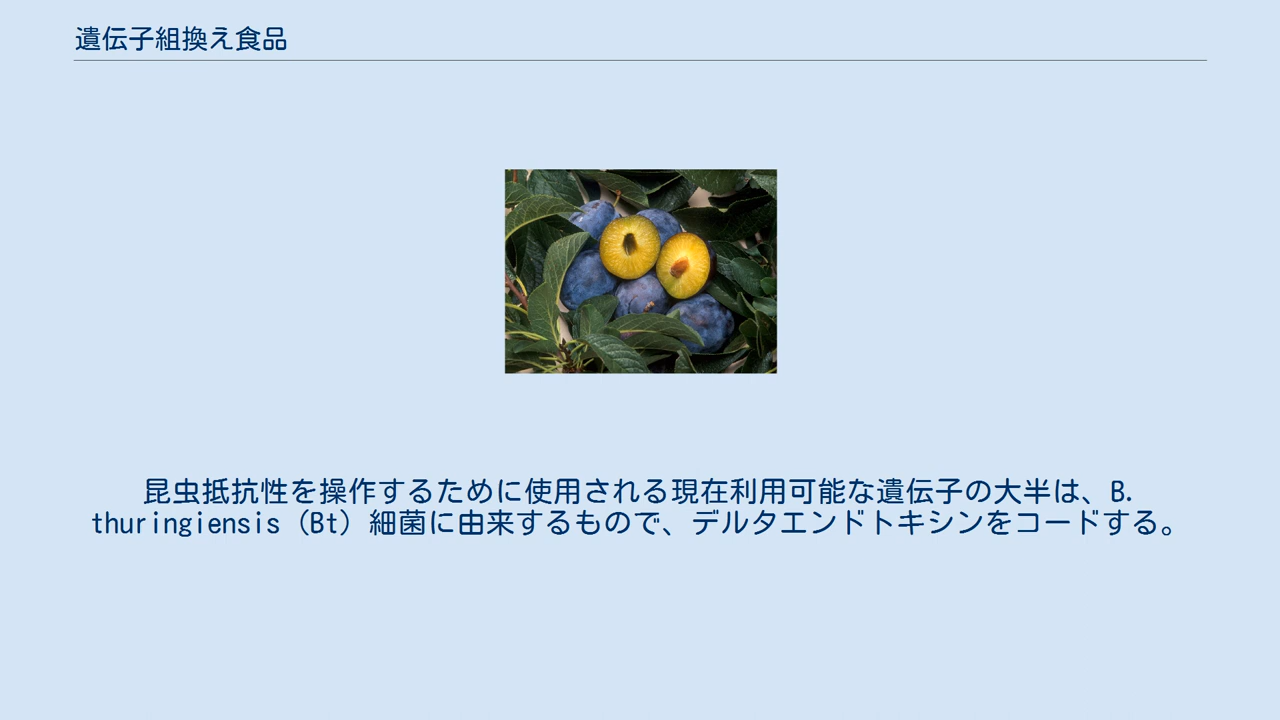 遺伝子組換え食品
昆虫抵抗性を操作するために使用される現在利用可能な遺伝子の大半は、B.
thuringiensis（Bt）細菌に由来するもので、デルタエンドトキシンをコードする。